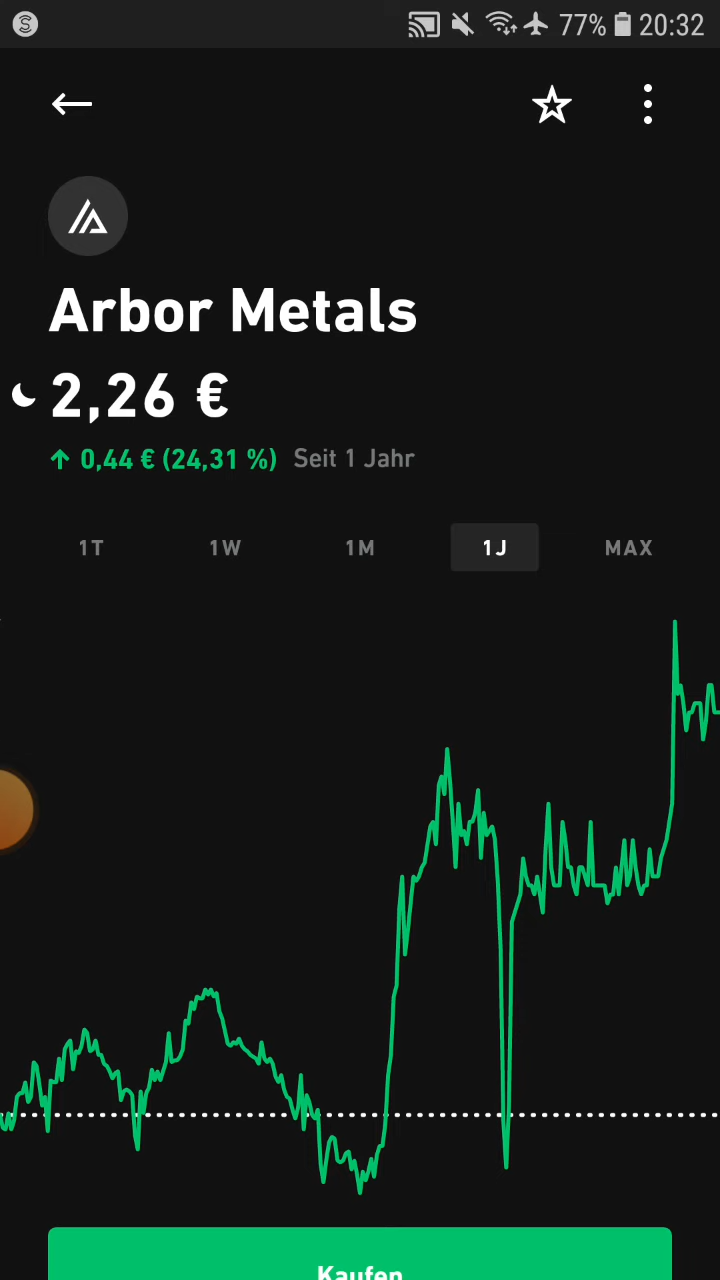 77% 20:32
Arbor Metals
2,26 €
0,44 € (24,31 %) Seit 1 Jahr
1T 1W 1M 1J MAX
Kaufen